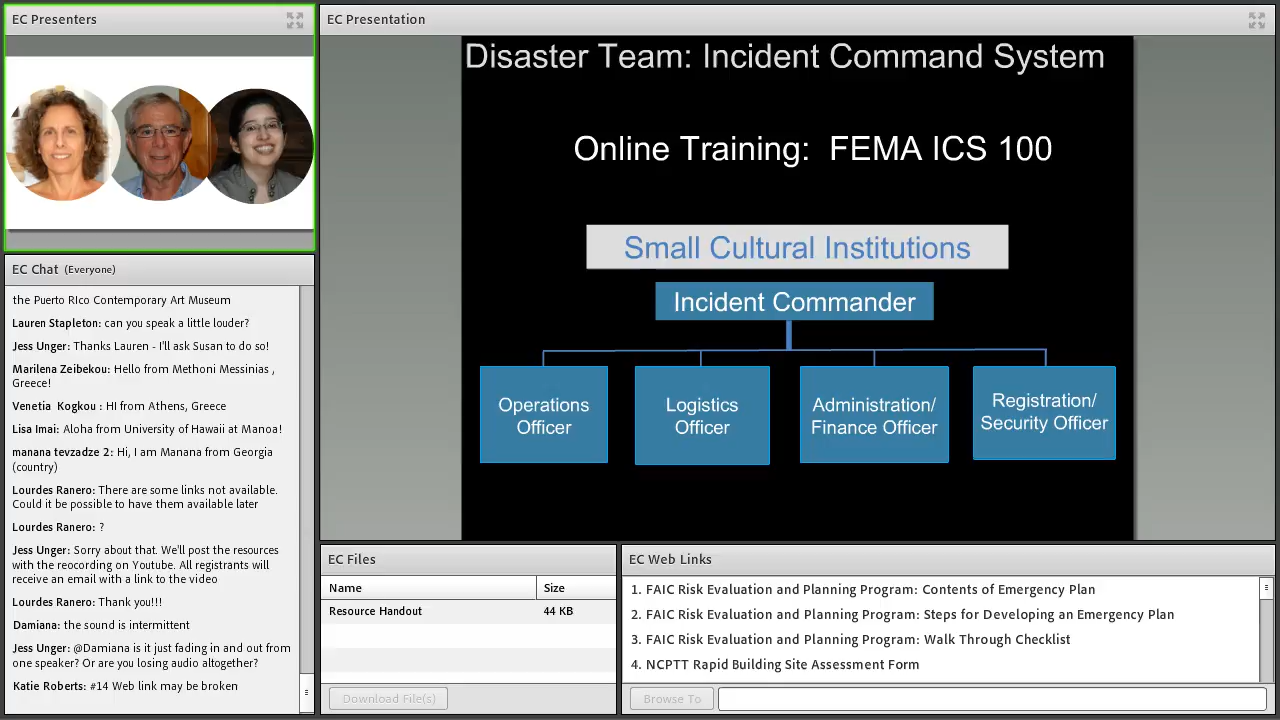 EC Presenters
EC Presentation
Disaster Team: Incident Command System
Online Training: FEMA ICS 100
Small Cultural Institutions
Incident Commander
Operations
Officer
Logistics
Officer
Administration/
Finance Officer
Registration/
Security Officer
EC Chat (Everyone)
the Puerto RIco Contemporary Art Museum
Lauren Stapleton: can you speak a little louder?
Jess Unger: Thanks Lauren - I'll ask Susan to do so!
Marilena Zeibekou: Hello from Methoni Messinias ,
Greece!
Venetia Kogkou : HI from Athens, Greece
Lisa Imai: Aloha from University of Hawaii at Manoa!
manana tevzadze 2: Hi, I am Manana from Georgia
(country)
Lourdes Ranero: There are some links not available.
Could it be possible to have them available later
Lourdes Ranero: ?
Jess Unger: Sorry about that. We'll post the resources
with the reocording on Youtube. All registrants will
receive an email with a link to the video
Lourdes Ranero: Thank you!!!
Damiana: the sound is intermittent
Jess Unger: @Damiana is it just fading in and out from
one speaker? Or are you losing audio altogether?
Katie Roberts: #14 Web link may be broken
EC Files
Name Size
Resource Handout 44 KB
Download File(s)
EC Web Links
1. FAIC Risk Evaluation and Planning Program: Contents of Emergency Plan
2. FAIC Risk Evaluation and Planning Program: Steps for Developing an Emergency Plan
3. FAIC Risk Evaluation and Planning Program: Walk Through Checklist
4. NCPTT Rapid Building Site Assessment Form
Browse To